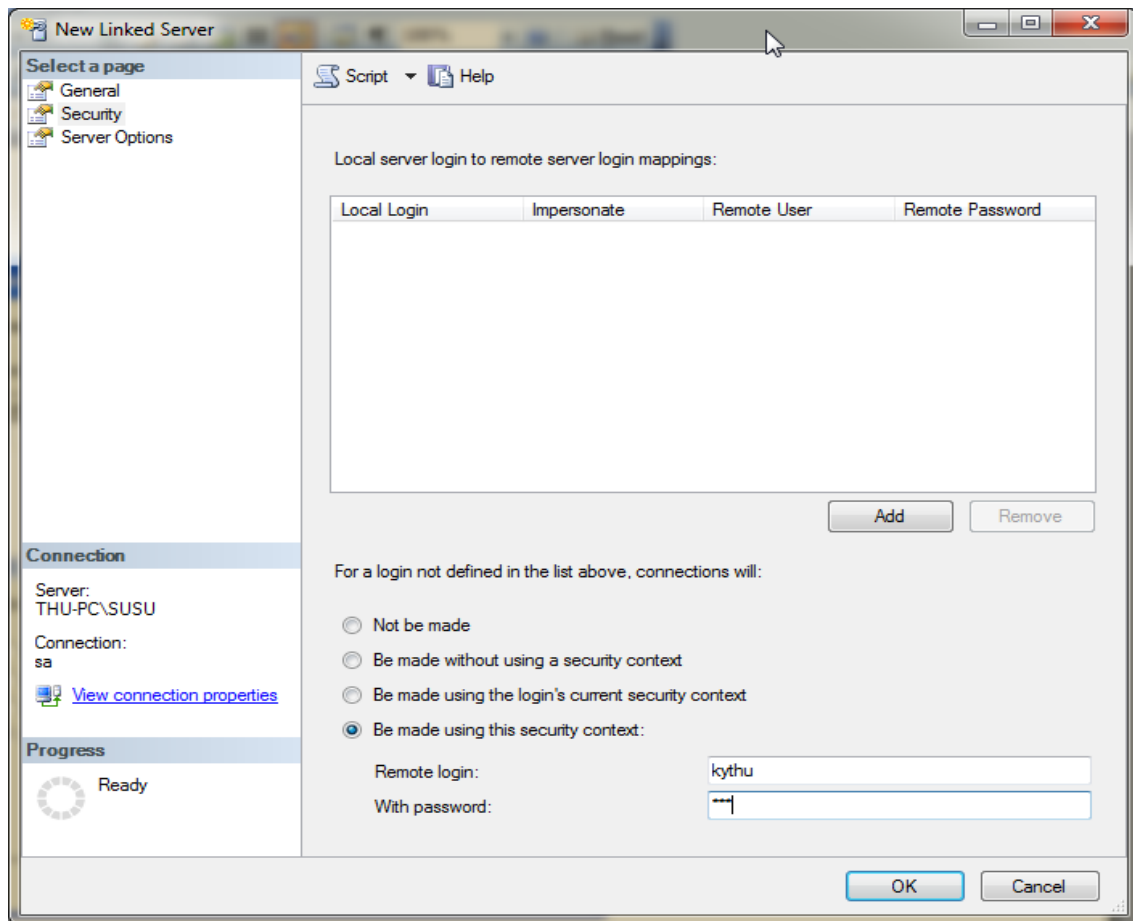 New Linked Server
Select a page
General
Security
Server Options
Script
Help
Local server login to remote server login mappings:
Local Login Impersonate Remote User Remote Password
Add Remove
Connection
Server:
THU-PC\SUSU
Connection:
sa
View connection properties
Progress
Ready
For a login not defined in the list above, connections will:
Not be made
Be made without using a security context
Be made using the login's current security context
Be made using this security context:
Remote login: kythu
With password: ***
OK Cancel